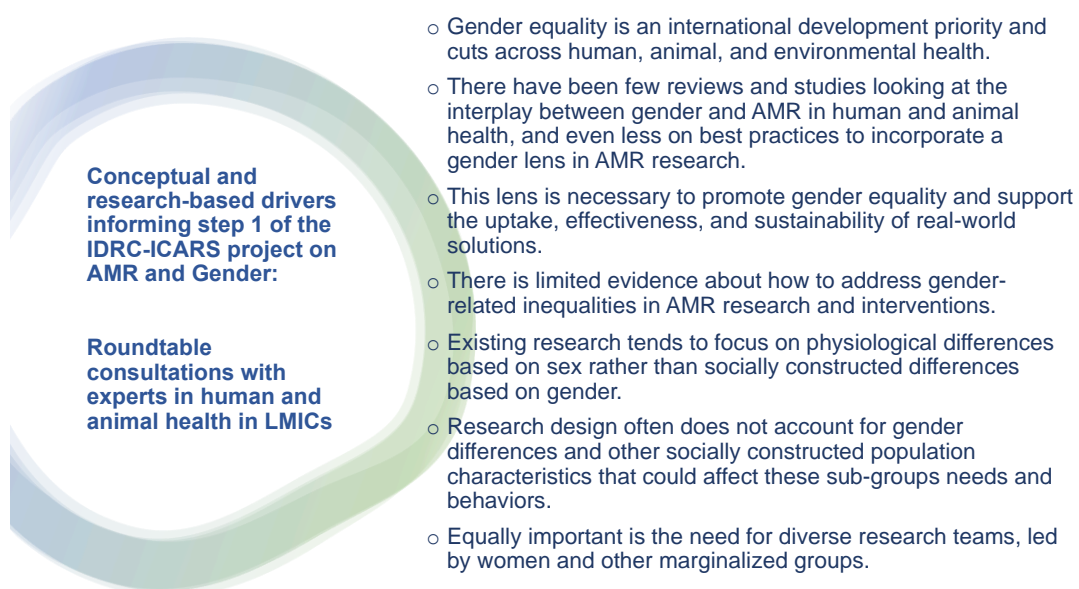 Conceptual and
research-based drivers
informing step 1 of the
IDRC-ICARS project on
AMR and Gender:
Roundtable
consultations with
experts in human and
animal health in LMICs
o Gender equality is an international development priority and
cuts across human, animal, and environmental health.
o There have been few reviews and studies looking at the
interplay between gender and AMR in human and animal
health, and even less on best practices to incorporate a
gender lens in AMR research.
o This lens is necessary to promote gender equality and support
the uptake, effectiveness, and sustainability of real-world
solutions.
o There is limited evidence about how to address gender-
related inequalities in AMR research and interventions.
o Existing research tends to focus on physiological differences
based on sex rather than socially constructed differences
based on gender.
o Research design often does not account for gender
differences and other socially constructed population
characteristics that could affect these sub-groups needs and
behaviors.
o Equally important is the need for diverse research teams, led
by women and other marginalized groups.